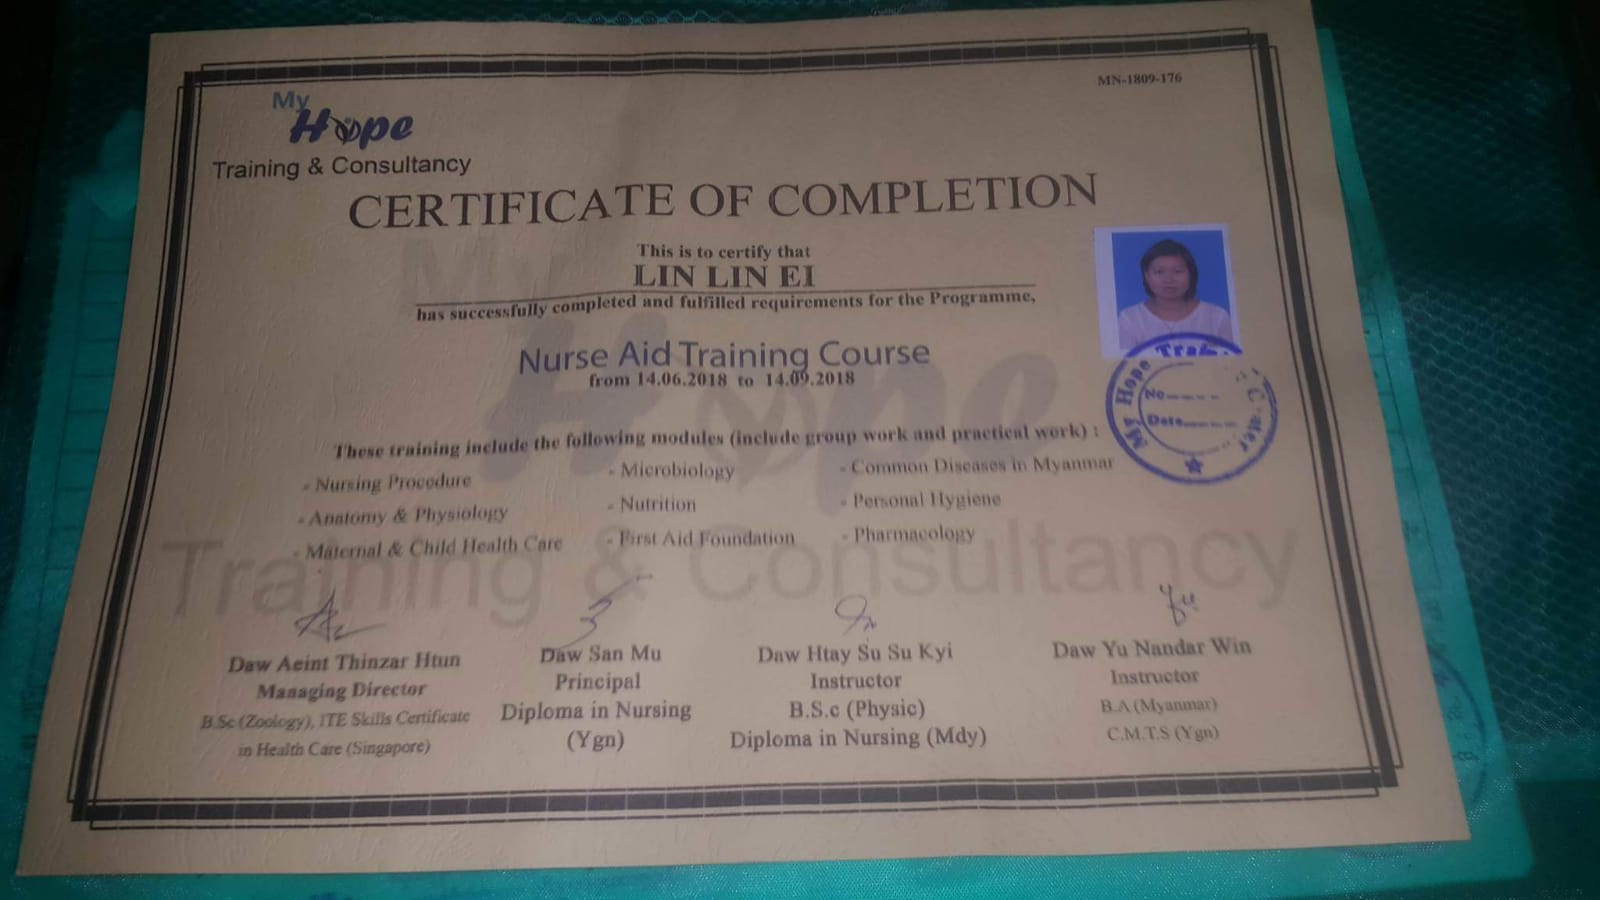 MN-1809-176
My
Hope
Training & Consultancy
CERTIFICATE OF COMPLETION
This is to certify that
LIN LIN EI
has successfully completed and fulfilled requirements for the Programme,
Nurse Aid Training Course
from 14.06.2018 to 14.09.2018
These training include the following modules (include group work and practical work) :
- Nursing Procedure
- Anatomy & Physiology
- Maternal & Child Health Care
- Microbiology
- Nutrition
- First Aid Foundation
- Common Diseases in Myanmar
- Personal Hygiene
- Pharmacology
My Hope
No
Date
My
Hope
Training & Consultancy
Daw Aeint Thinzar Htun
Managing Director
B.Sc (Zoology), ITE Skills Certificate
in Health Care (Singapore)
Daw San Mu
Principal
Diploma in Nursing
(Ygn)
Daw Htay Su Su Kyi
Instructor
B.S.c (Physic)
Diploma in Nursing (Mdy)
Daw Yu Nandar Win
Instructor
B.A (Myanmar)
C.M.T.S (Ygn)